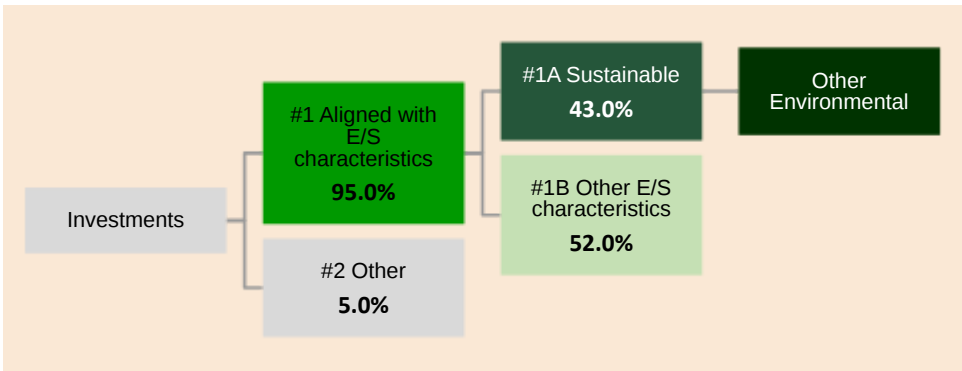 Investments
#1 Aligned with
E/S
characteristics
95.0%
#2 Other
5.0%
#1A Sustainable
43.0%
#1B Other E/S
characteristics
52.0%
Other
Environmental